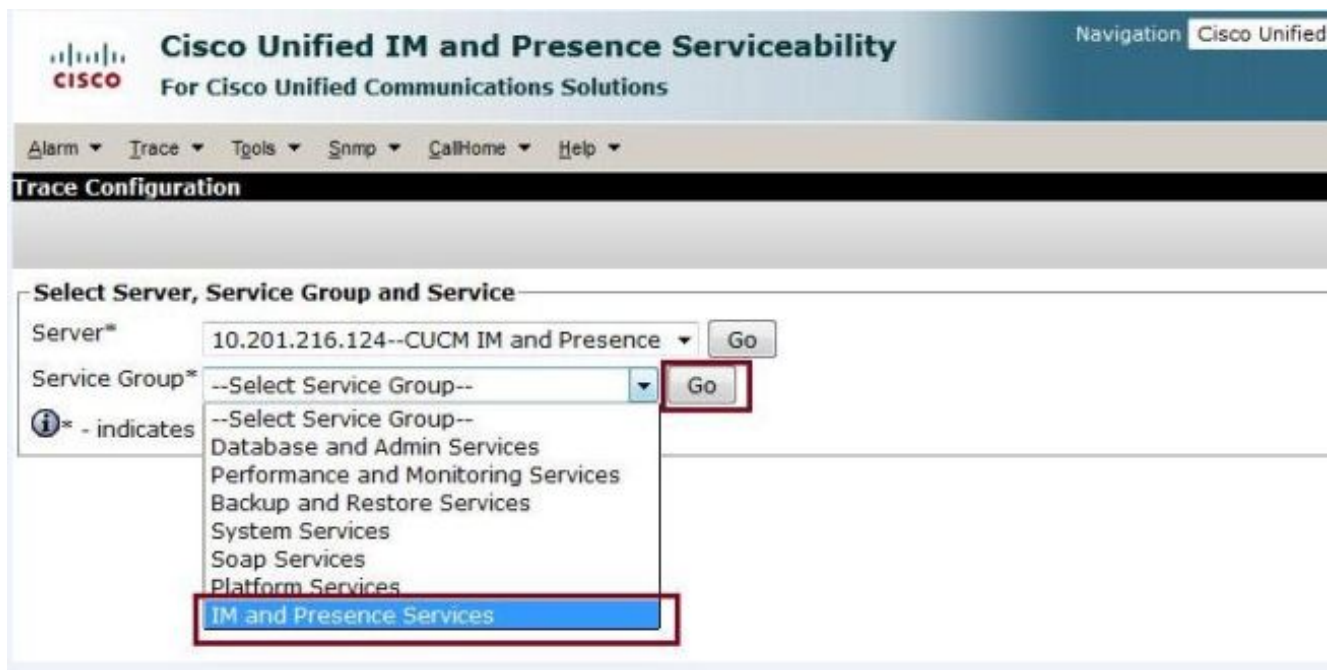 Cisco Unified IM and Presence Serviceability
Navigation Cisco Unified
CISCO
For Cisco Unified Communications Solutions
Alarm Trace Tools Snmp CallHome Help
Trace Configuration
Select Server, Service Group and Service
Server* 10.201.216.124--CUCM IM and Presence Go
Service Group* --Select Service Group-- Go
* - indicates
--Select Service Group--
Database and Admin Services
Performance and Monitoring Services
Backup and Restore Services
System Services
Soap Services
Platform Services
IM and Presence Services